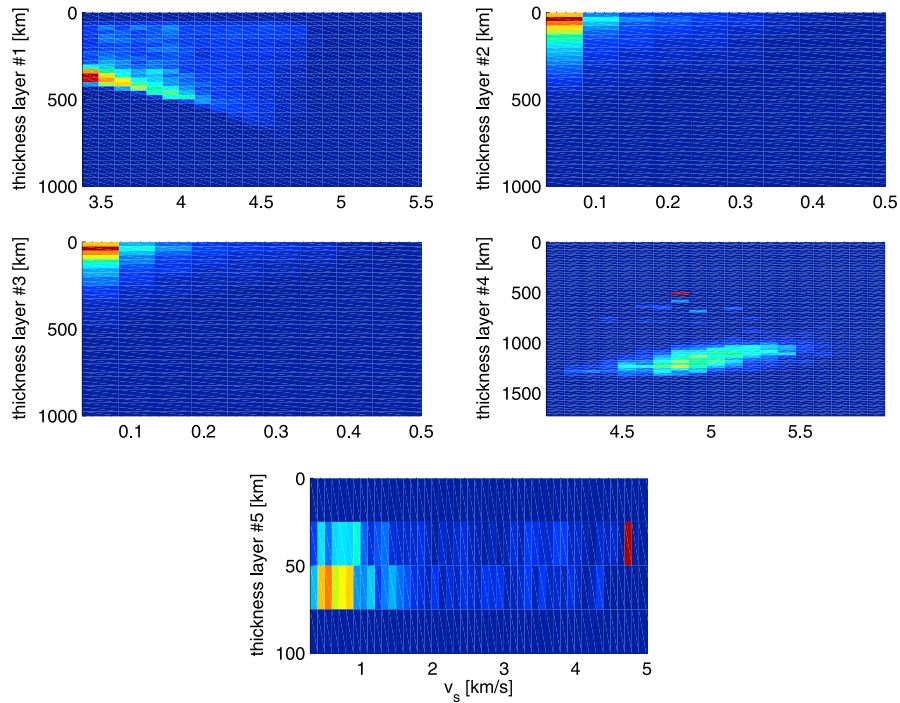 0
500
1000
thickness layer #1 [km]
3.5 4 4.5 5 5.5
0
500
1000
thickness layer #2 [km]
0.1 0.2 0.3 0.4 0.5
0
500
1000
thickness layer #3 [km]
0.1 0.2 0.3 0.4 0.5
0
500
1000
1500
thickness layer #4 [km]
4.5 5 5.5
0
50
100
thickness layer #5 [km]
1 2 3 4 5
v_s [km/s]